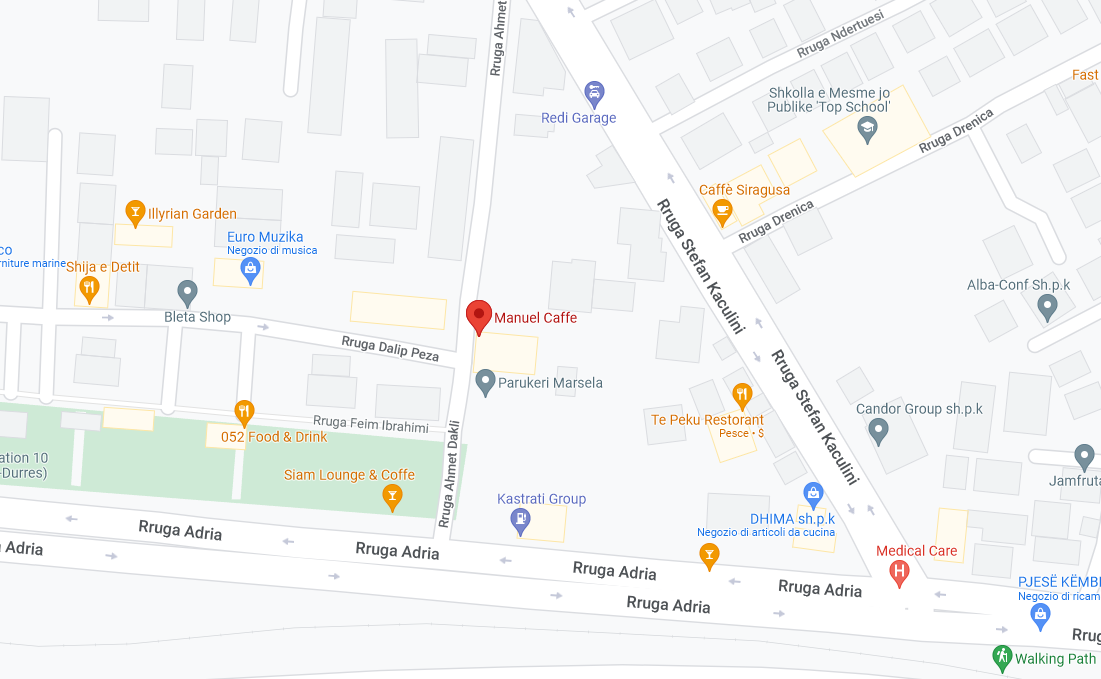 Rruga Ahmet
Rruga Ndertuesi
Fast
Shkolla e Mesme jo
Publike 'Top School'
Redi Garage
Rruga Drenica
Caffè Siragusa
Rruga Drenica
Illyrian Garden
Rruga Stefan Kaculini
Euro Muzika
Negozio di musica
co
rniture marine
Shija e Detit
Alba-Conf Sh.p.k
Bleta Shop
Manuel Caffe
Rruga Dalip Peza
Parukeri Marsela
Rruga Stefan Kaculini
Candor Group sh.p.k
Te Peku Restorant
Pesce • $
Rruga Feim Ibrahimi
052 Food & Drink
Rruga Ahmet Dakli
ation 10
-Durres)
Siam Lounge & Coffe
Jamfruta
Kastrati Group
DHIMA sh.p.k
Negozio di articoli da cucina
Rruga Adria
a Adria
Rruga Adria
Medical Care
Rruga Adria
Rruga Adria
PJESË KËMBI
Negozio di ricam
Rruga Adria
Rrug
Walking Path